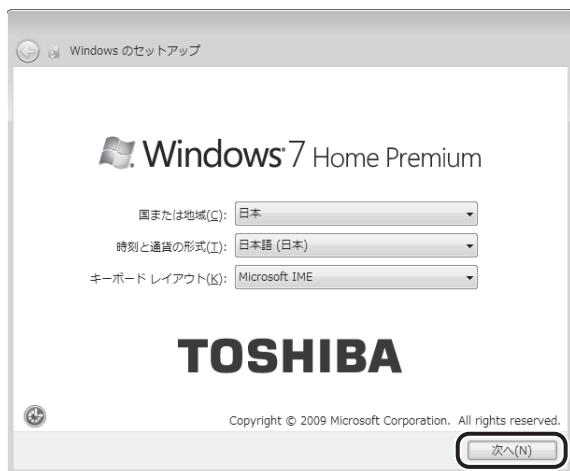 Windows のセットアップ
Windows 7 Home Premium
国または地域(C): 日本
時刻と通貨の形式(T): 日本語 (日本)
キーボード レイアウト(K): Microsoft IME
TOSHIBA
Copyright © 2009 Microsoft Corporation. All rights reserved.
次へ(N)